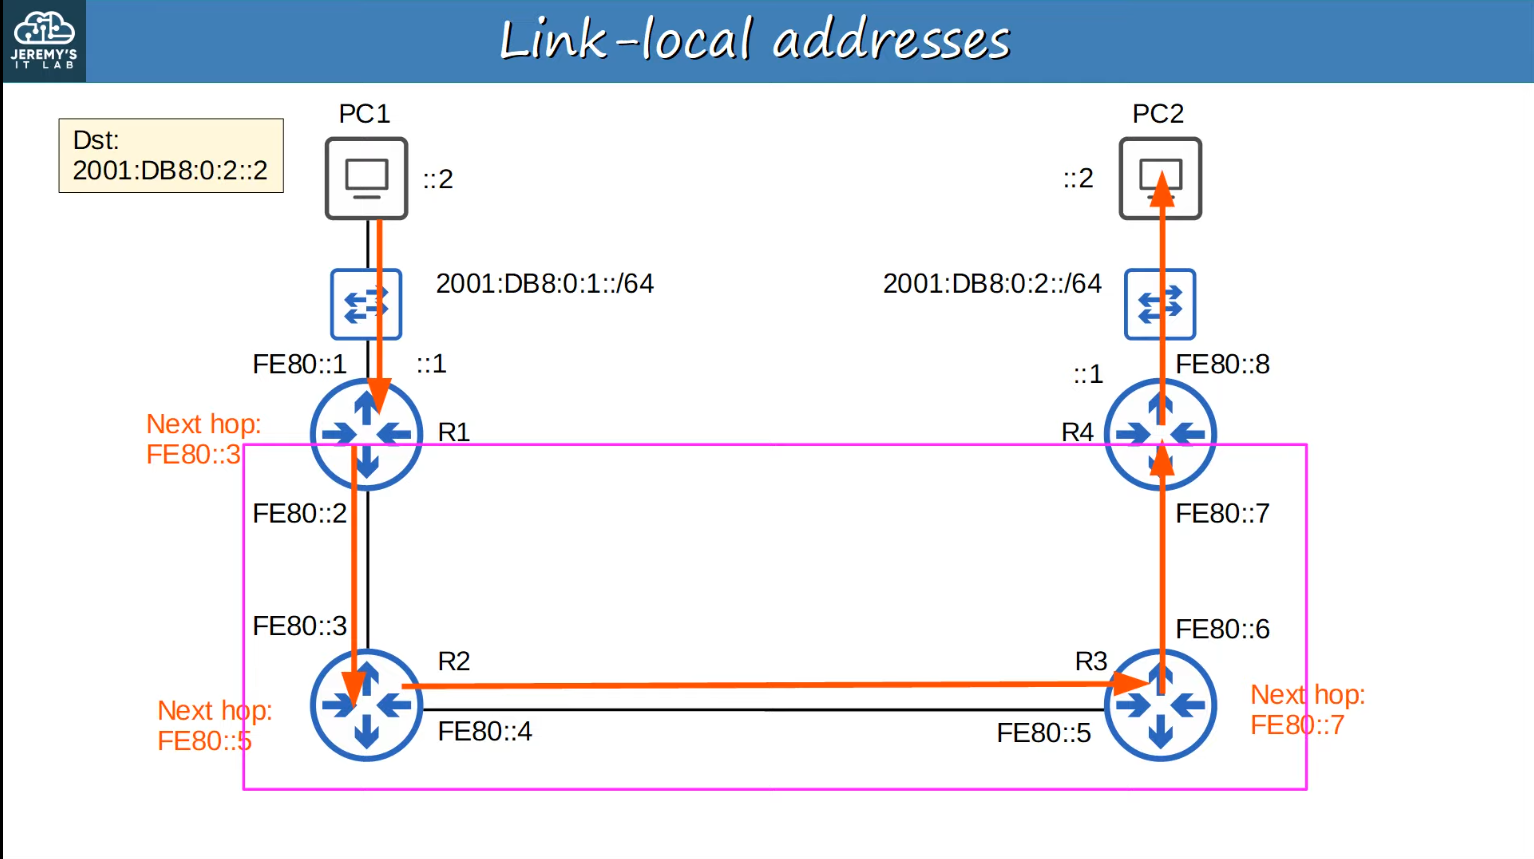 JEREMY'S
IT LAB
Link-local addresses
Dst:
2001:DB8:0:2::2
PC1
::2
PC2
::2
2001:DB8:0:1::/64
2001:DB8:0:2::/64
FE80::1
::1
::1
FE80::8
Next hop:
FE80::3
R1
R4
FE80::2
FE80::7
FE80::3
FE80::6
R2
R3
Next hop:
FE80::5
FE80::4
FE80::5
Next hop:
FE80::7